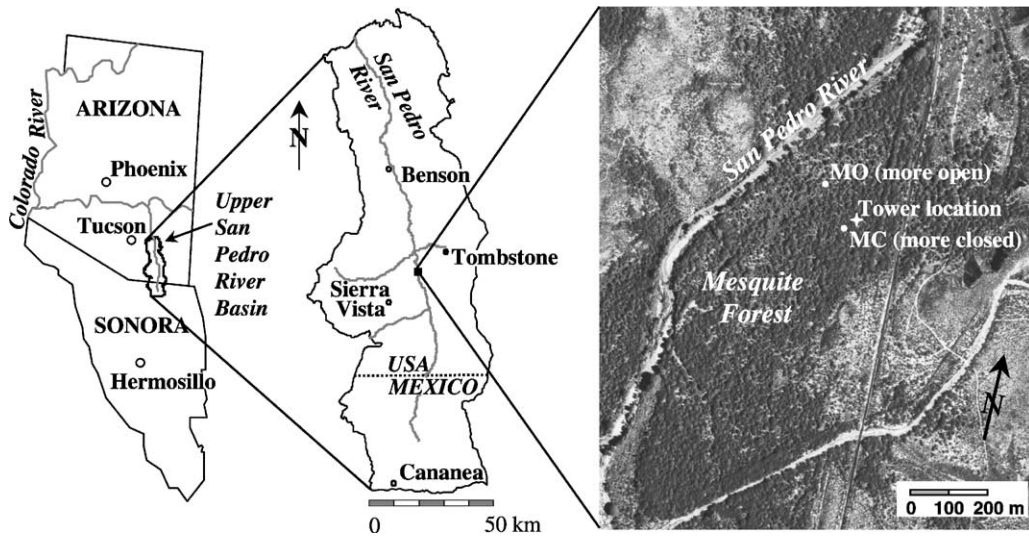 Colorado River
ARIZONA
Phoenix
Tucson
Upper
San
Pedro
River
Basin
SONORA
Hermosillo
San Pedro
River
N
Benson
Tombstone
Sierra
Vista
USA
MEXICO
Cananea
0 50 km
San Pedro River
MO (more open)
Tower location
MC (more closed)
Mesquite
Forest
N
0 100 200 m